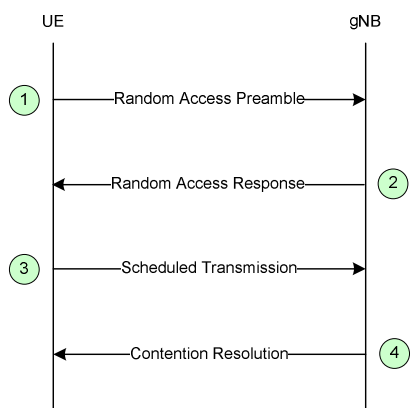 UE
gNB
1
Random Access Preamble
Random Access Response
2
3
Scheduled Transmission
Contention Resolution
4